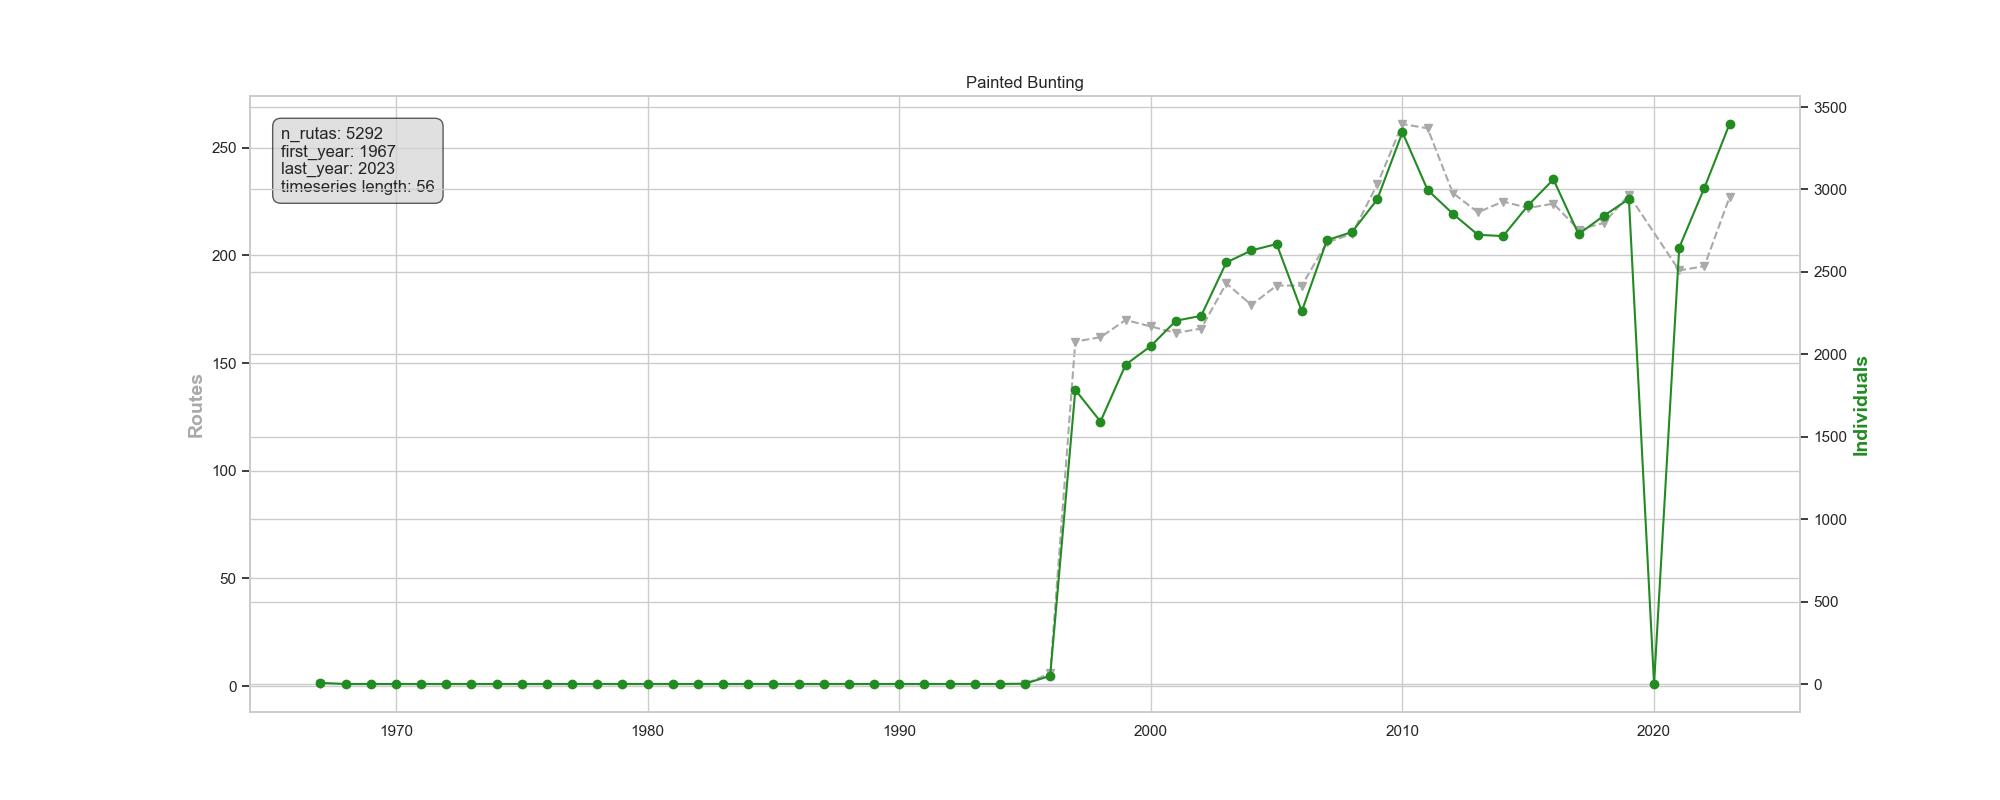 Painted Bunting
n_rutas: 5292
first_year: 1967
last_year: 2023
timeseries length: 56
Routes
250
200
150
100
50
0
3500
3000
2500
2000
1500
1000
500
0
Individuals
1970
1980
1990
2000
2010
2020